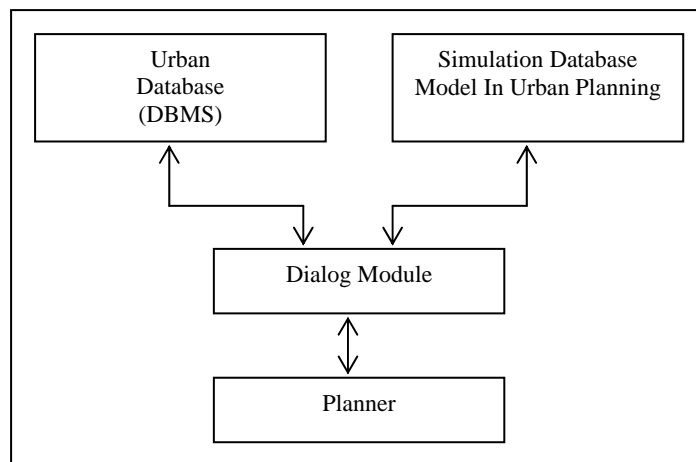 Urban
Database
(DBMS)
Simulation Database
Model In Urban Planning
Dialog Module
Planner